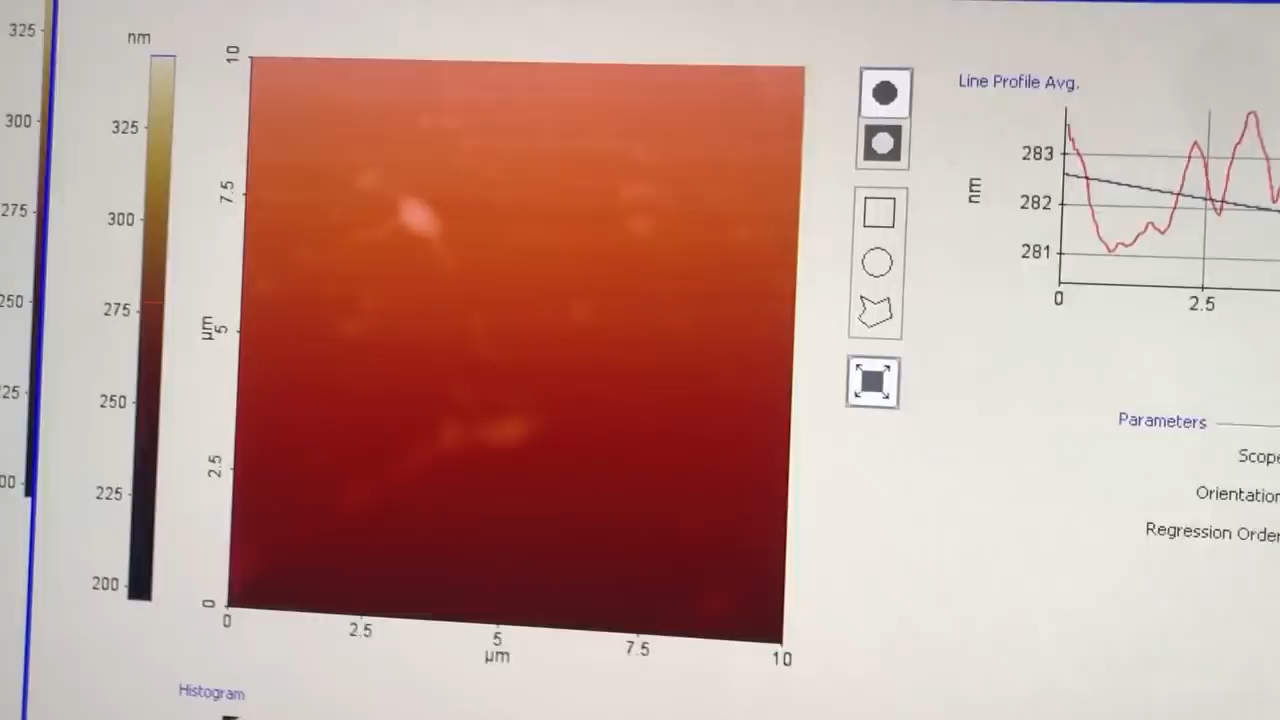 325
300
275
250
nm
325
300
275
250
225
200
10
7.5
5
µm
2.5
0
0
2.5
5
7.5
10
µm
Line Profile Avg.
nm
283
282
281
0
2.5
Parameters
Scope
Orientation
Regression Order
Histogram